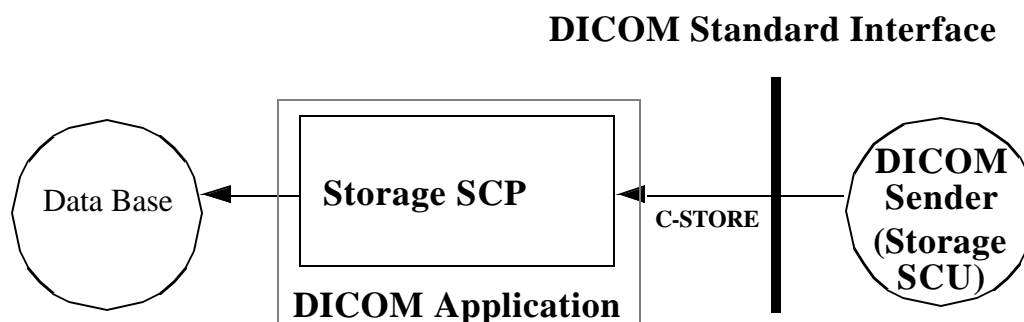 DICOM Standard Interface
Data Base
Storage SCP
C-STORE
DICOM
Sender
(Storage
SCU)
DICOM Application